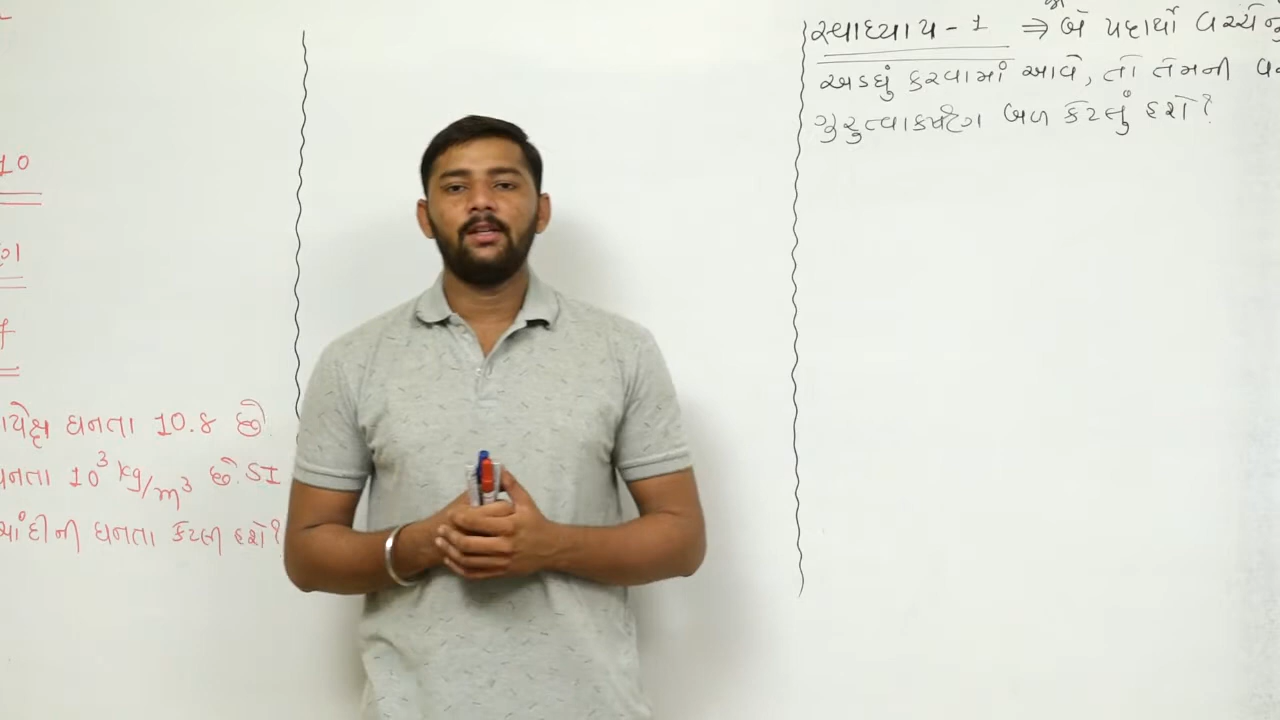 10
ઘનતા 10.8 છે
10³ kg/m³ છે. SI
ચાંદીની ઘનતા કેટલી હશે?
સ્વાધ્યાય - 1 ⇒ જો બે પદાર્થો વચ્ચેનું
અડધું કરવામાં આવે, તો તેમની
ગુરુત્વાકર્ષણ બળ કેટલું હશે?